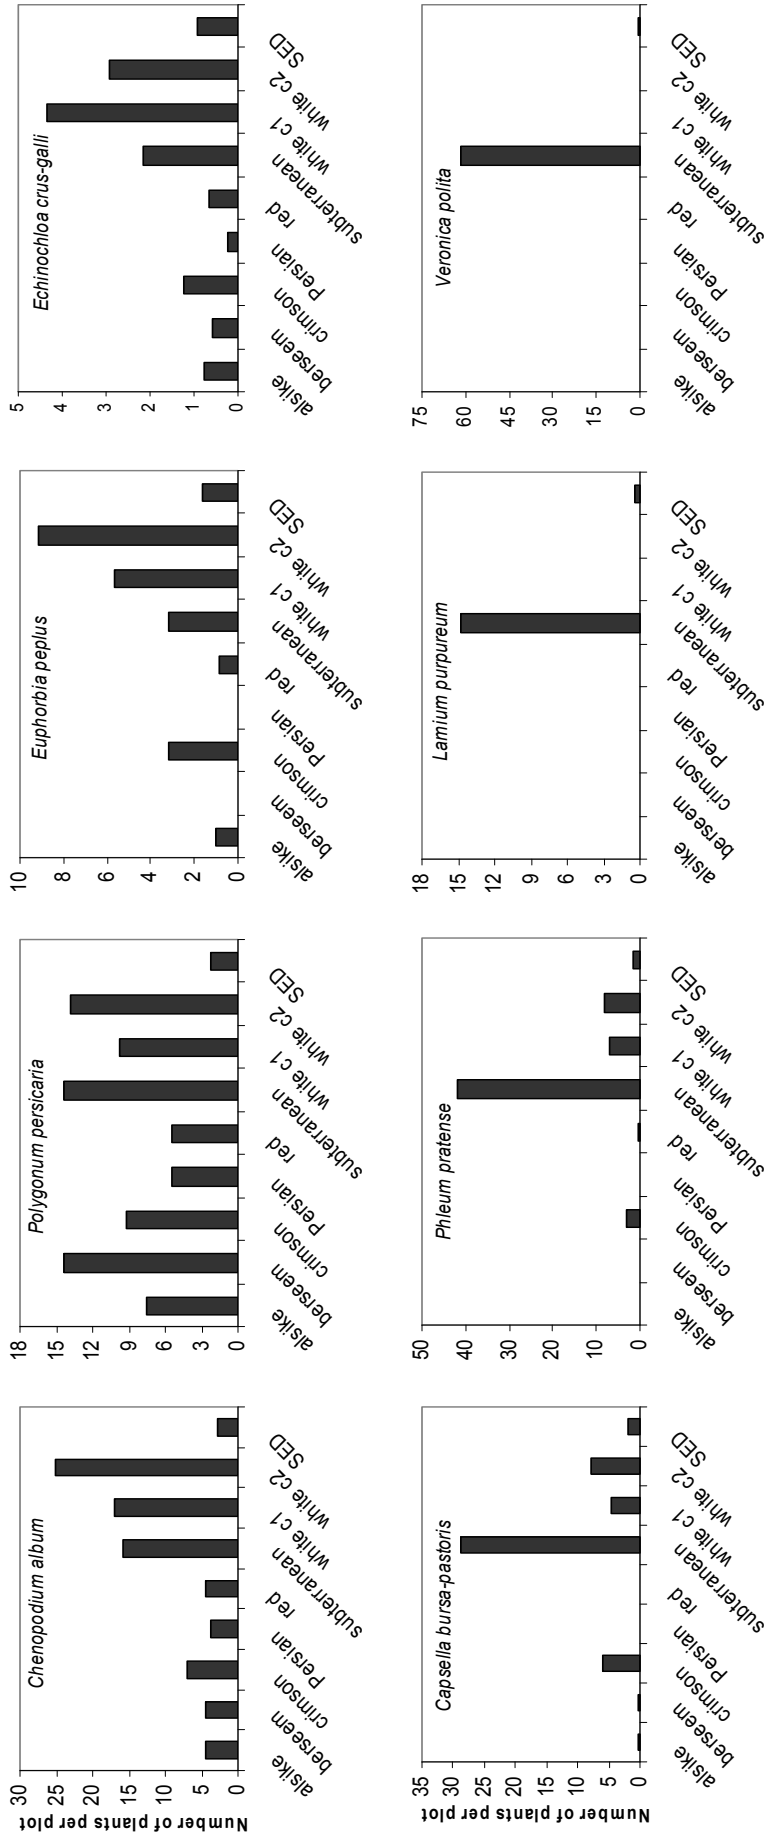 Chenopodium album
30
25
20
15
10
5
0
Number of plants per plot
alsike
berseem
crimson
Persian
red
subterranean
white c1
white c2
SED
Polygonum persicaria
18
15
12
9
6
3
0
alsike
berseem
crimson
Persian
red
subterranean
white c1
white c2
SED
Euphorbia peplus
10
8
6
4
2
0
alsike
berseem
crimson
Persian
red
subterranean
white c1
white c2
SED
Echinochloa crus-galli
5
4
3
2
1
0
alsike
berseem
crimson
Persian
red
subterranean
white c1
white c2
SED
Capsella bursa-pastoris
35
30
25
20
15
10
5
0
Number of plants per plot
alsike
berseem
crimson
Persian
red
subterranean
white c1
white c2
SED
Phleum pratense
50
40
30
20
10
0
alsike
berseem
crimson
Persian
red
subterranean
white c1
white c2
SED
Lamium purpureum
18
15
12
9
6
3
0
alsike
berseem
crimson
Persian
red
subterranean
white c1
white c2
SED
Veronica polita
75
60
45
30
15
0
alsike
berseem
crimson
Persian
red
subterranean
white c1
white c2
SED